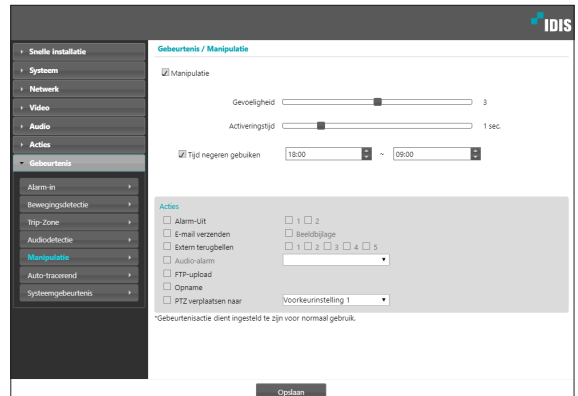 IDIS
Snelle installatie
Systeem
Netwerk
Video
Audio
Acties
Gebeurtenis
Alarm-in
Bewegingsdetectie
Trip-Zone
Audiodetectie
Manipulatie
Auto-tracerend
Systeemgebeurtenis
Gebeurtenis / Manipulatie
Manipulatie
Gevoeligheid 3
Activeringstijd 1 sec.
Tijd negeren gebuiken 18:00 ~ 09:00
Acties
Alarm-Uit 1 2
E-mail verzenden Beeldbijlage
Extern terugbellen 1 2 3 4 5
Audio-alarm
FTP-upload
Opname
PTZ verplaatsen naar Voorkeurinstelling 1
*Gebeurtenisactie dient ingesteld te zijn voor normaal gebruik.
Opslaan